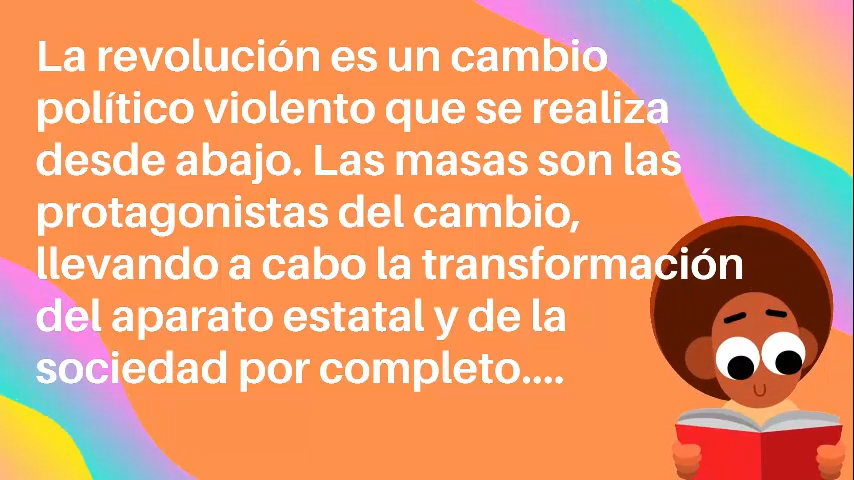 La revolución es un cambio
político violento que se realiza
desde abajo. Las masas son las
protagonistas del cambio,
llevando a cabo la transformación
del aparato estatal y de la
sociedad por completo....